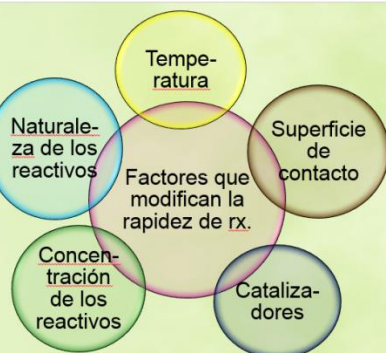 Tempe-
ratura
Naturale-
za de los
reactivos
Superficie
de
contacto
Factores que
modifican la
rapidez de rx.
Concen-
tración
de los
reactivos
Cataliza-
dores